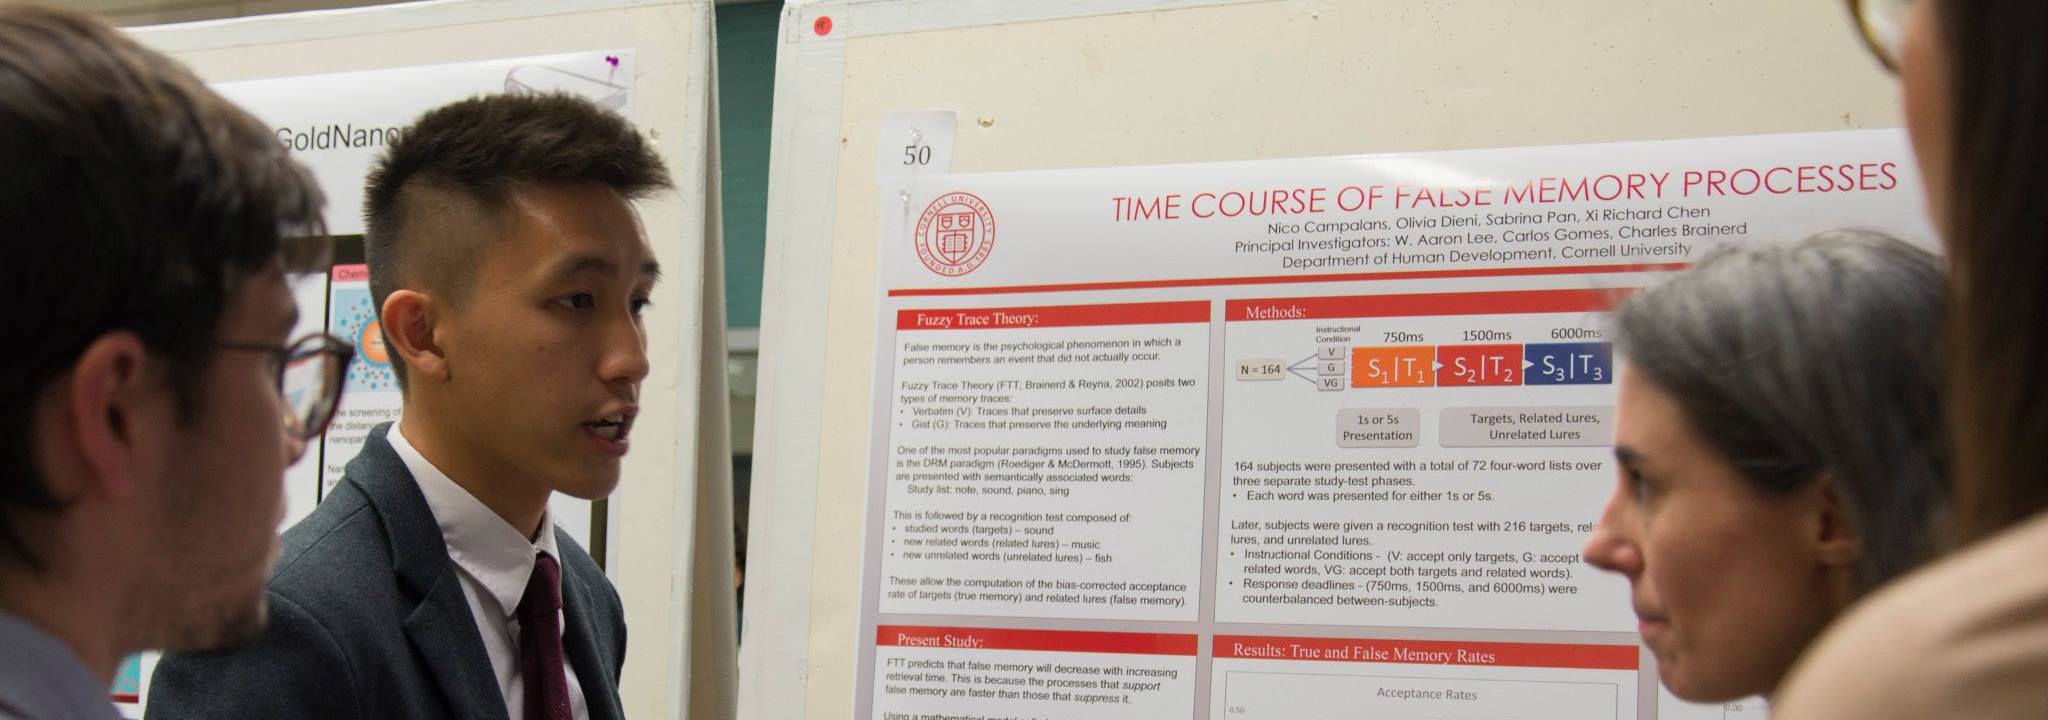 GoldNano
Chem
he screening of
the distanc
nanopart
50
CORNELL UNIVERSITY
FOUNDED A.D. 1865
TIME COURSE OF FALSE MEMORY PROCESSES
Nico Campalans, Olivia Dieni, Sabrina Pan, Xi Richard Chen
Principal Investigators: W. Aaron Lee, Carlos Gomes, Charles Brainerd
Department of Human Development, Cornell University
Fuzzy Trace Theory:
False memory is the psychological phenomenon in which a
person remembers an event that did not actually occur.
Fuzzy Trace Theory (FTT; Brainerd & Reyna, 2002) posits two
types of memory traces:
• Verbatim (V): Traces that preserve surface details
• Gist (G): Traces that preserve the underlying meaning
One of the most popular paradigms used to study false memory
is the DRM paradigm (Roediger & McDermott, 1995). Subjects
are presented with semantically associated words:
Study list: note, sound, piano, sing
This is followed by a recognition test composed of:
• studied words (targets) – sound
• new related words (related lures) – music
• new unrelated words (unrelated lures) – fish
These allow the computation of the bias-corrected acceptance
rate of targets (true memory) and related lures (false memory).
Present Study:
FTT predicts that false memory will decrease with increasing
retrieval time. This is because the processes that support
false memory are faster than those that suppress it.
Using a mathematical model
Methods:
Instructional
Condition
750ms 1500ms 6000ms
N = 164
V
G
VG
S1|T1 S2|T2 S3|T3
1s or 5s
Presentation
Targets, Related Lures,
Unrelated Lures
164 subjects were presented with a total of 72 four-word lists over
three separate study-test phases.
• Each word was presented for either 1s or 5s.
Later, subjects were given a recognition test with 216 targets, rel
lures, and unrelated lures.
• Instructional Conditions - (V: accept only targets, G: accept
related words, VG: accept both targets and related words).
• Response deadlines - (750ms, 1500ms, and 6000ms) were
counterbalanced between-subjects.
Results: True and False Memory Rates
Acceptance Rates
0.50
0.00